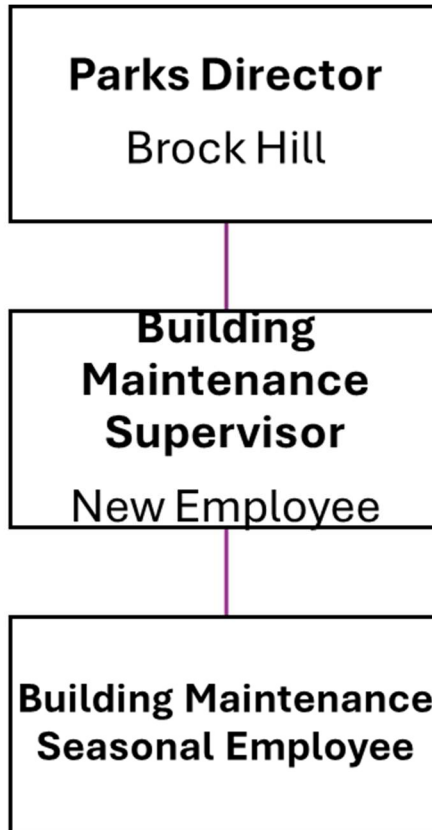 Parks Director
Brock Hill
Building
Maintenance
Supervisor
New Employee
Building Maintenance
Seasonal Employee